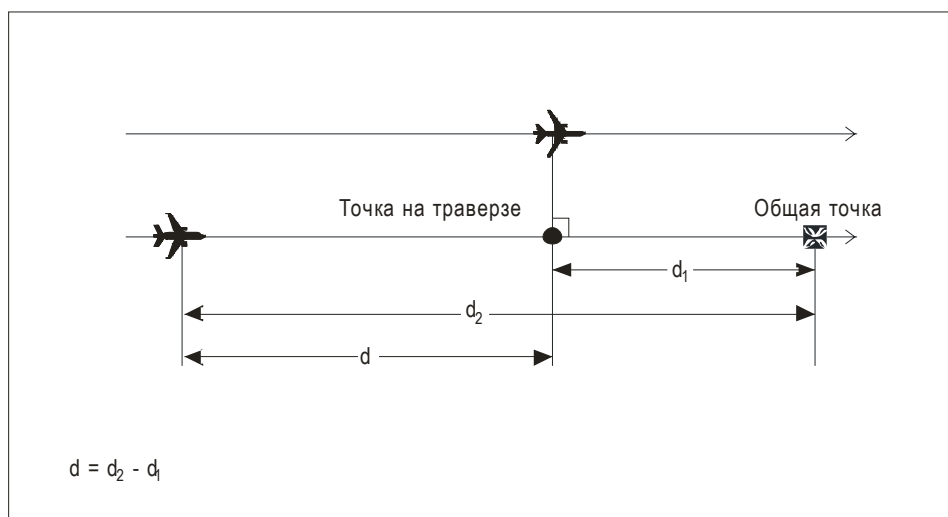 Точка на траверзе
Общая точка
d₁
d₂
d
d = d₂ - d₁